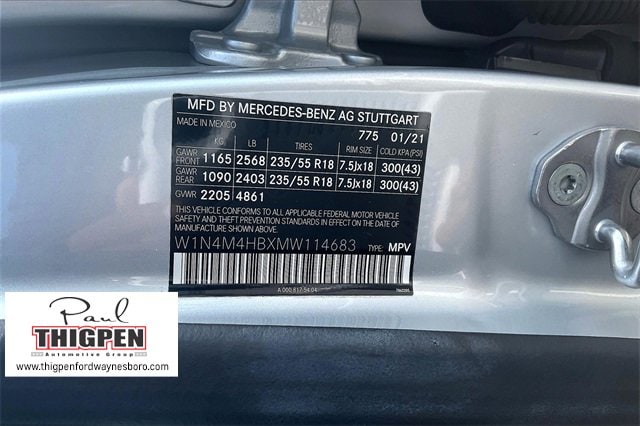 MFD BY MERCEDES-BENZ AG STUTTGART
MADE IN MEXICO 775 01/21
KG LB TIRES RIM SIZE COLD KPA (PSI)
GAWR FRONT 1165 2568 235/55 R18 7.5Jx18 300(43)
GAWR REAR 1090 2403 235/55 R18 7.5Jx18 300(43)
GVWR 2205 4861
THIS VEHICLE CONFORMS TO ALL APPLICABLE FEDERAL MOTOR VEHICLE
SAFETY AND THEFT PREVENTION STANDARDS IN EFFECT ON THE DATE OF
MANUFACTURE SHOWN ABOVE.
W1N4M4HBXMW114683 TYPE: MPV
A 000 817 54 04
Paul
THIGPEN
Automotive Group
www.thigpenfordwaynesboro.com